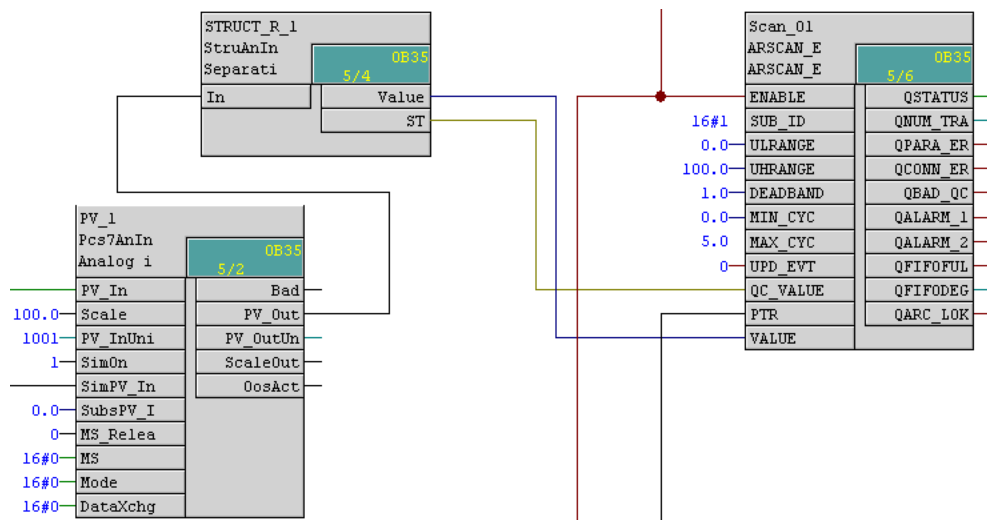 STRUCT_R_1
StruAnIn
Separati
OB35
5/4
In
Value
ST
PV_1
Pcs7AnIn
Analog i
OB35
5/2
PV_In
Bad
100.0 Scale
PV_Out
1001 PV_InUni
PV_OutUn
1 SimOn
ScaleOut
SimPV_In
OosAct
0.0 SubsPV_I
0 MS_Relea
16#0 MS
16#0 Mode
16#0 DataXchg
Scan_01
ARSCAN_E
ARSCAN_E
OB35
5/6
ENABLE
QSTATUS
16#1 SUB_ID
QNUM_TRA
0.0 ULRANGE
QPARA_ER
100.0 UHRANGE
QCONN_ER
1.0 DEADBAND
QBAD_QC
0.0 MIN_CYC
QALARM_1
5.0 MAX_CYC
QALARM_2
0 UPD_EVT
QFIFOFUL
QC_VALUE
QFIFODEG
PTR
QARC_LOK
VALUE